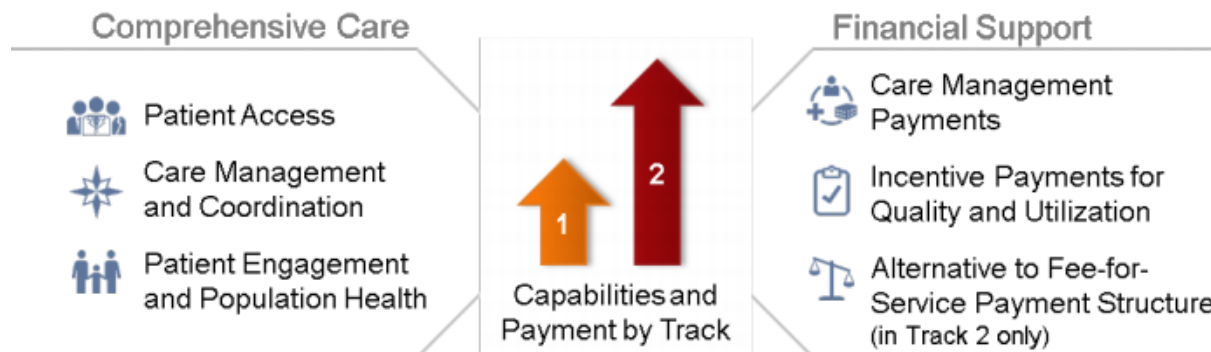 Comprehensive Care
Patient Access
Care Management
and Coordination
Patient Engagement
and Population Health
1
2
Capabilities and
Payment by Track
Financial Support
Care Management
Payments
Incentive Payments for
Quality and Utilization
Alternative to Fee-for-
Service Payment Structure
(in Track 2 only)